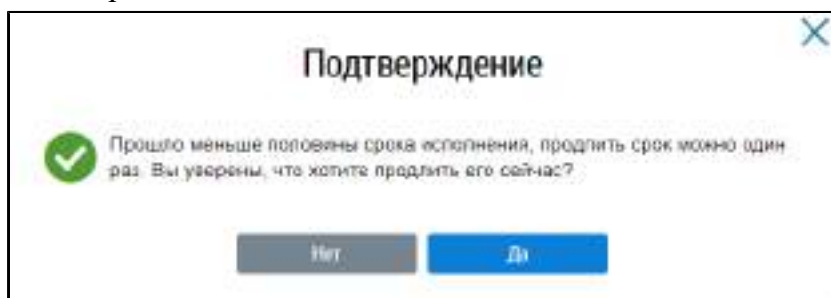 Подтверждение
Прошло меньше половины срока исполнения, продлить срок можно один
раз. Вы уверены, что хотите продлить его сейчас?
Нет
Да